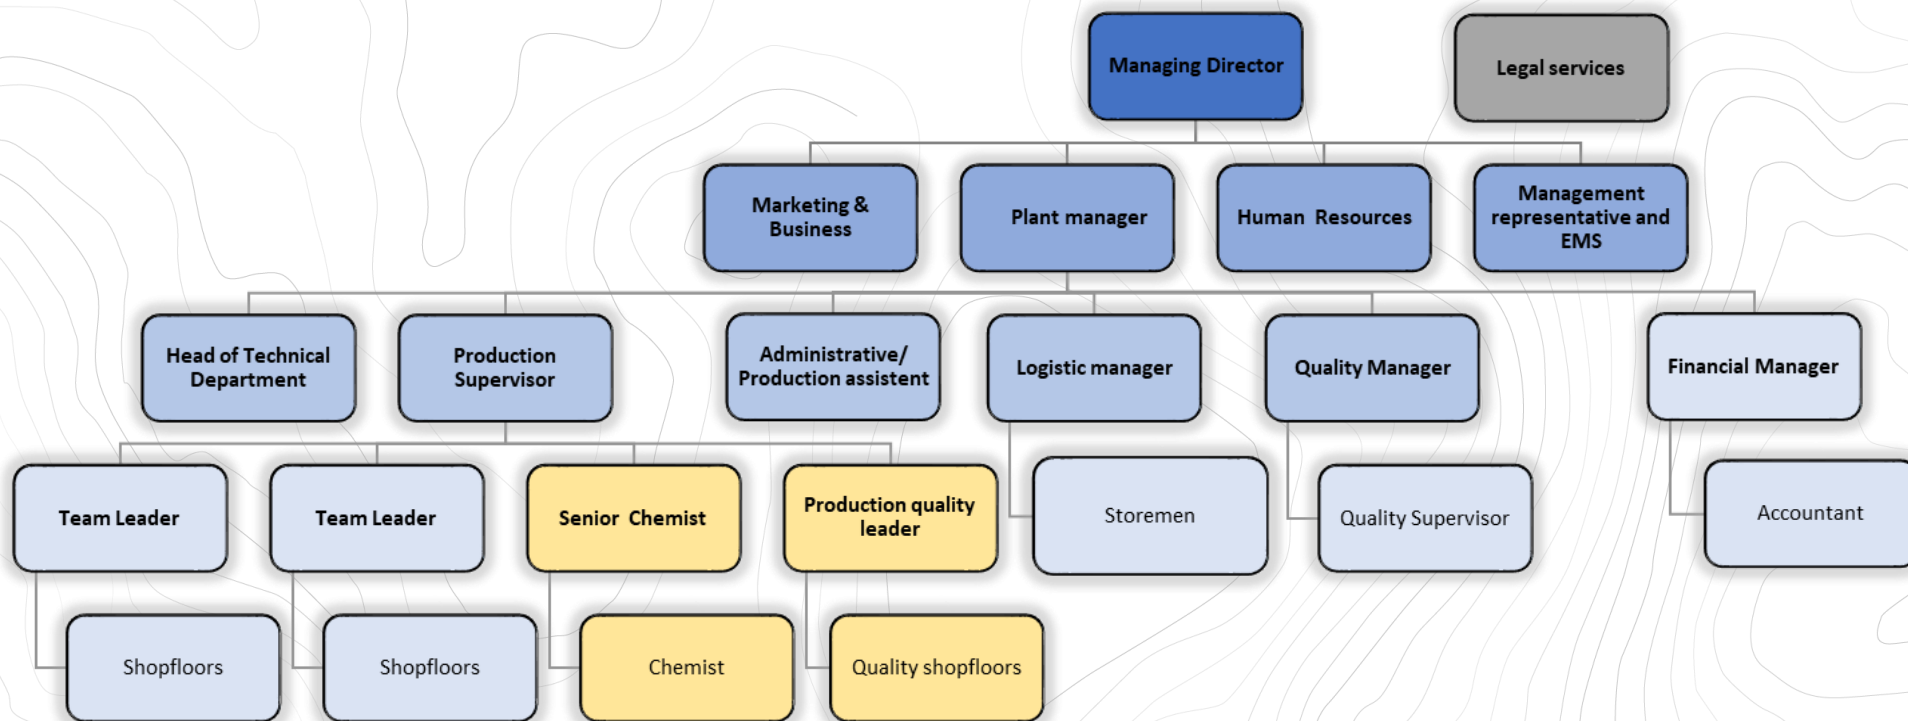 Managing Director
Legal services
Marketing &
Business
Plant manager
Human Resources
Management
representative and
EMS
Head of Technical
Department
Production
Supervisor
Administrative/
Production assistent
Logistic manager
Quality Manager
Financial Manager
Team Leader
Team Leader
Senior Chemist
Production quality
leader
Storemen
Quality Supervisor
Accountant
Shopfloors
Shopfloors
Chemist
Quality shopfloors